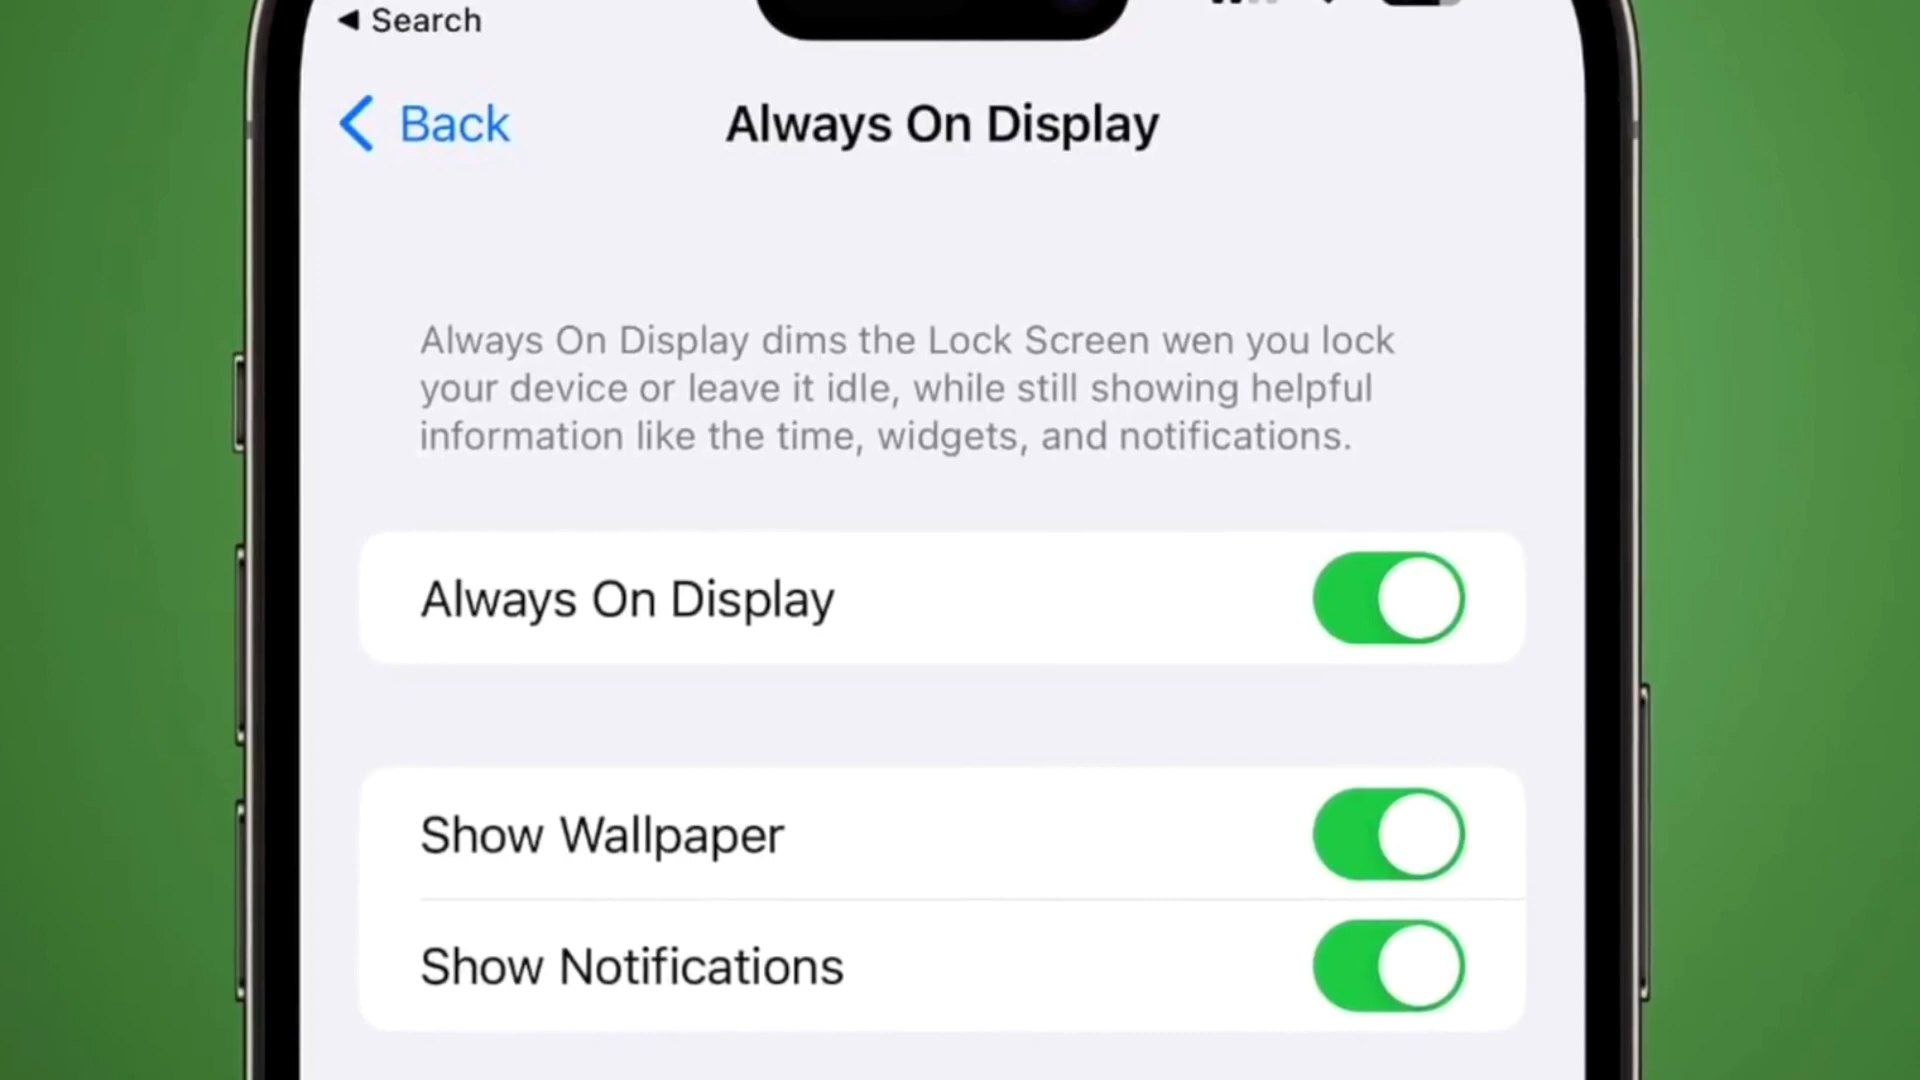 ◀ Search
Back
Always On Display
Always On Display dims the Lock Screen wen you lock
your device or leave it idle, while still showing helpful
information like the time, widgets, and notifications.
Always On Display
Show Wallpaper
Show Notifications